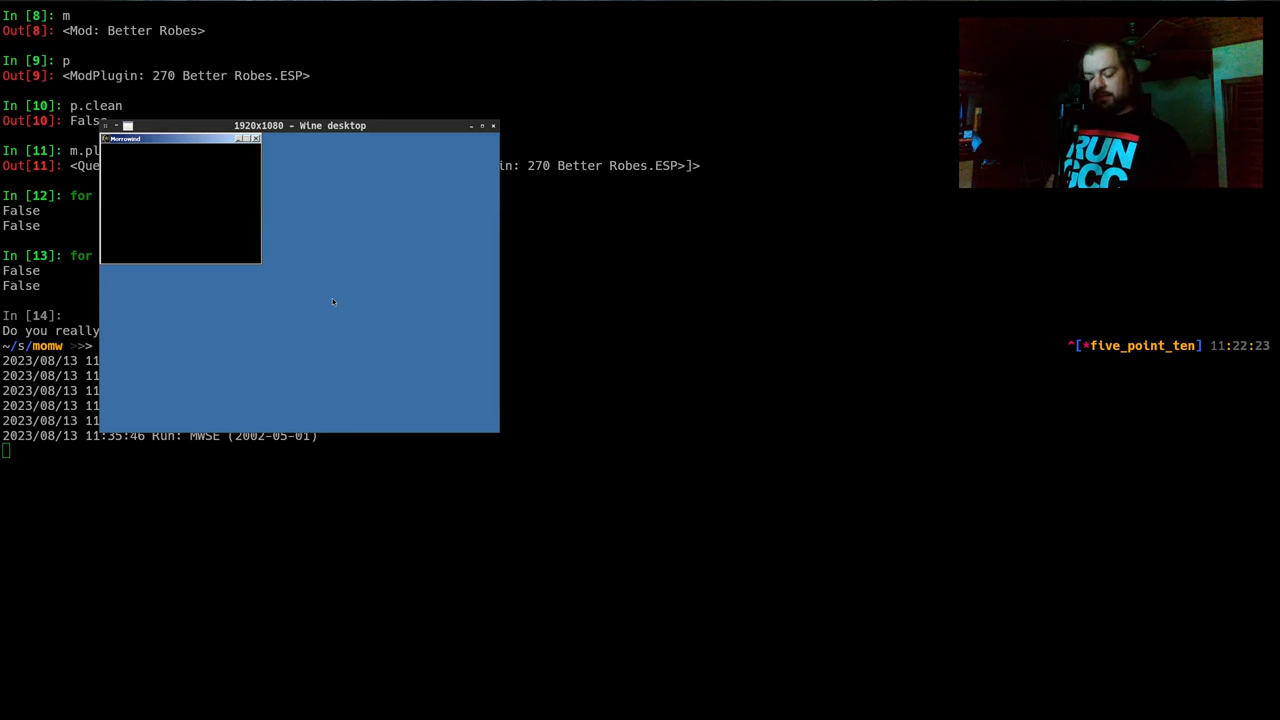 In [8]: m
Out[8]: <Mod: Better Robes>
In [9]: p
Out[9]: <ModPlugin: 270 Better Robes.ESP>
In [10]: p.clean
Out[10]: False
1920x1080 - Wine desktop
Morrowind
In [11]: m.pl
Out[11]: <Que in: 270 Better Robes.ESP>]>
In [12]: for
False
False
In [13]: for
False
False
In [14]:
Do you really
~/s/momw >>> ^[*five_point_ten] 11:22:23
2023/08/13 11
2023/08/13 11
2023/08/13 11
2023/08/13 11
2023/08/13 11
2023/08/13 11:35:46 Run: MWSE (2002-05-01)
RUN
GCC